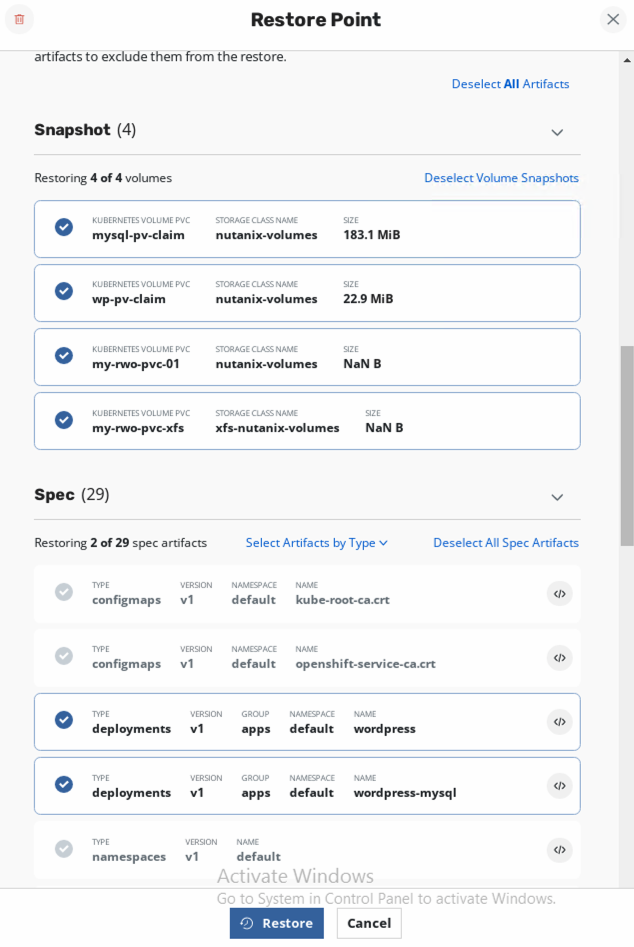 Restore Point
artifacts to exclude them from the restore.
Deselect All Artifacts
Snapshot (4)
Restoring 4 of 4 volumes Deselect Volume Snapshots
KUBERNETES VOLUME PVC STORAGE CLASS NAME SIZE
mysql-pv-claim nutanix-volumes 183.1 MiB
KUBERNETES VOLUME PVC STORAGE CLASS NAME SIZE
wp-pv-claim nutanix-volumes 22.9 MiB
KUBERNETES VOLUME PVC STORAGE CLASS NAME SIZE
my-rwo-pvc-01 nutanix-volumes NaN B
KUBERNETES VOLUME PVC STORAGE CLASS NAME SIZE
my-rwo-pvc-xfs xfs-nutanix-volumes NaN B
Spec (29)
Restoring 2 of 29 spec artifacts Select Artifacts by Type Deselect All Spec Artifacts
TYPE VERSION NAMESPACE NAME
configmaps v1 default kube-root-ca.crt </>
TYPE VERSION NAMESPACE NAME
configmaps v1 default openshift-service-ca.crt </>
TYPE VERSION GROUP NAMESPACE NAME
deployments v1 apps default wordpress </>
TYPE VERSION GROUP NAMESPACE NAME
deployments v1 apps default wordpress-mysql </>
TYPE VERSION NAME
namespaces v1 default </>
Activate Windows
Go to System in Control Panel to activate Windows.
Restore Cancel